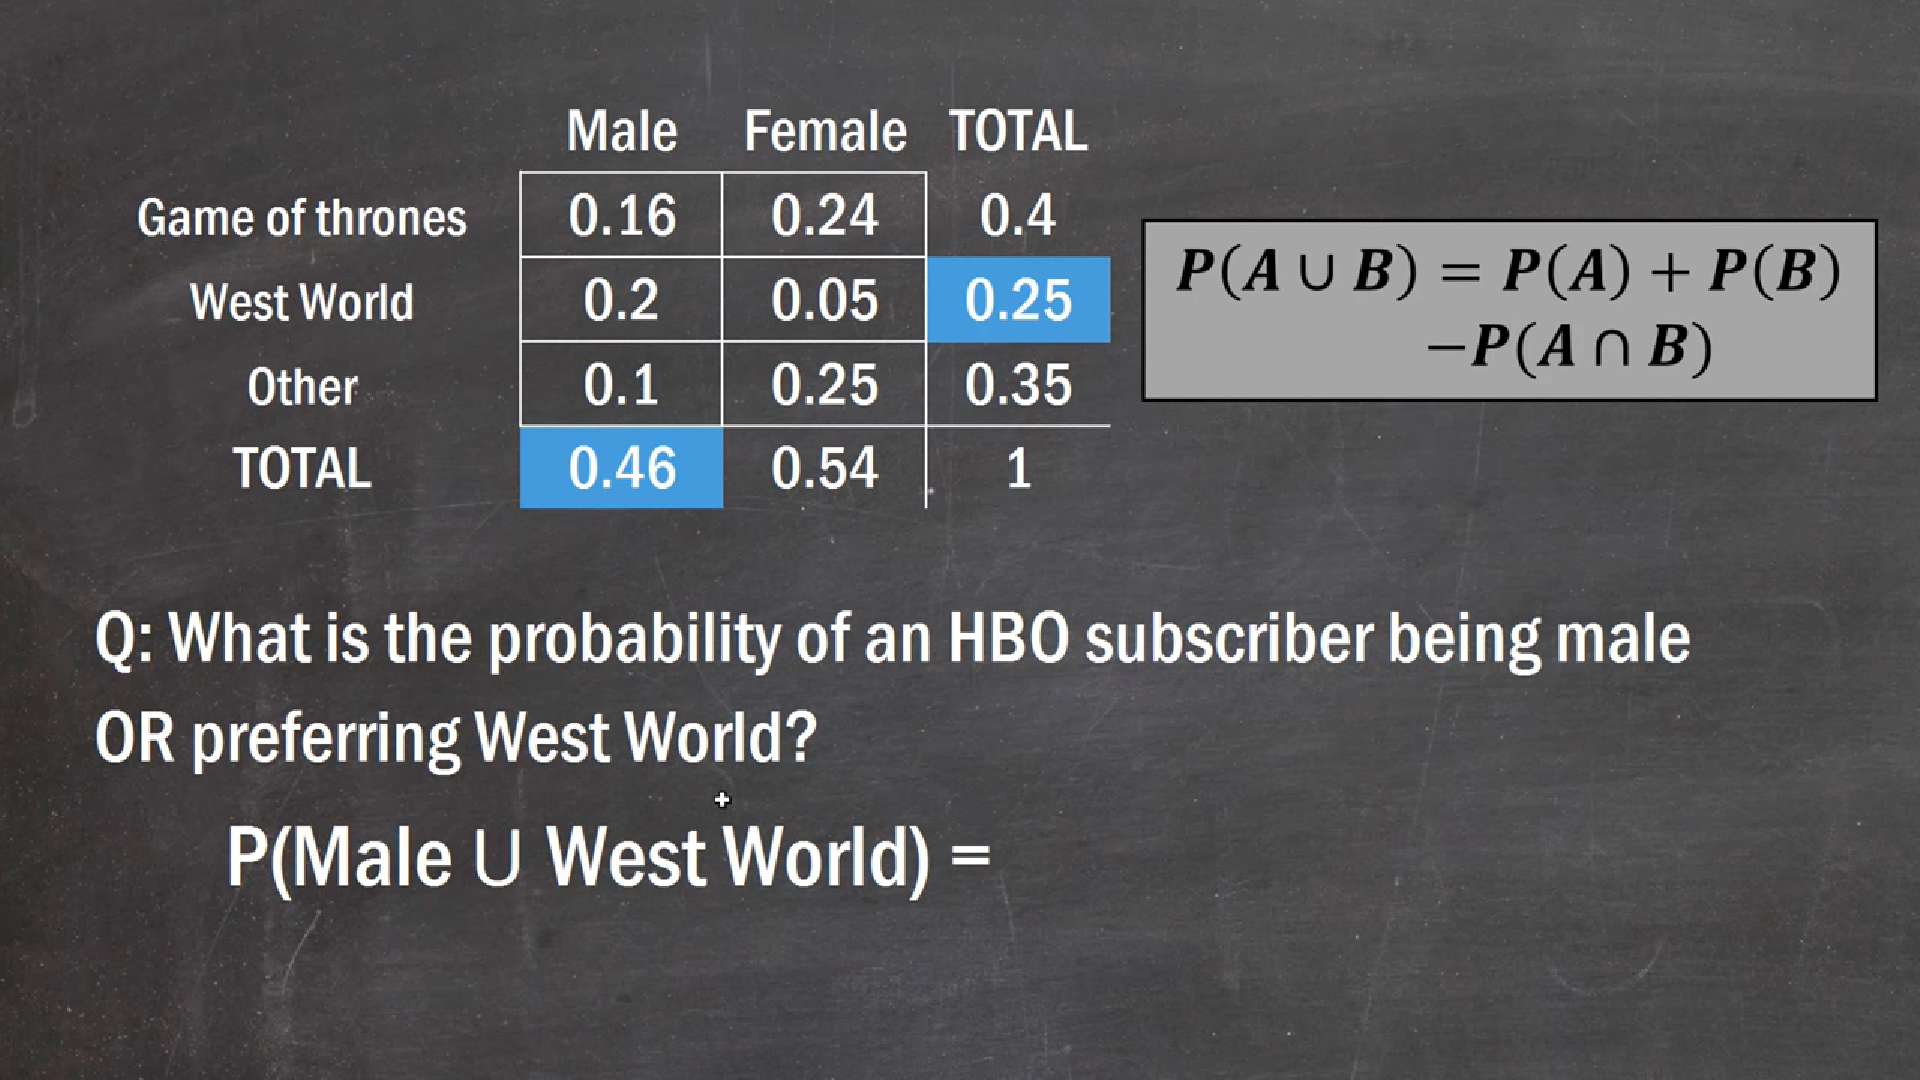 Male Female TOTAL
Game of thrones 0.16 0.24 0.4
West World 0.2 0.05 0.25
Other 0.1 0.25 0.35
TOTAL 0.46 0.54 1
P(A ∪ B) = P(A) + P(B)
−P(A ∩ B)
Q: What is the probability of an HBO subscriber being male
OR preferring West World?
P(Male ∪ West World) =